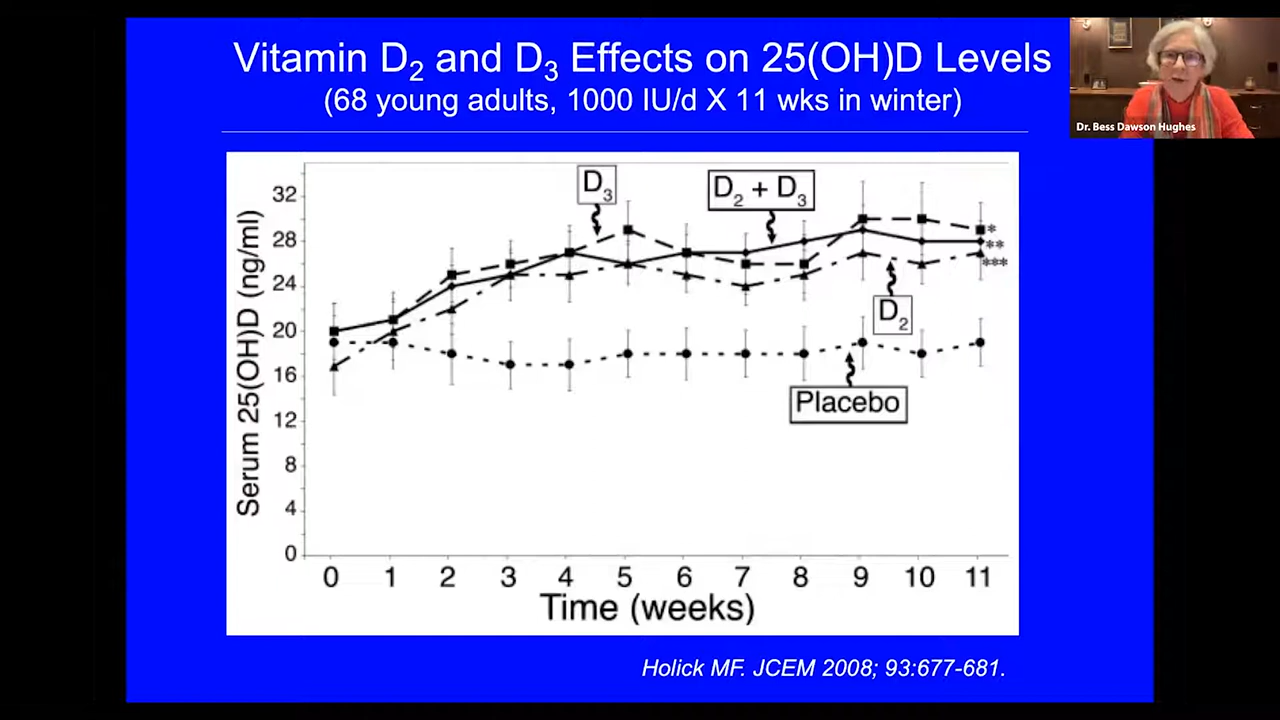 Vitamin D₂ and D₃ Effects on 25(OH)D Levels
(68 young adults, 1000 IU/d X 11 wks in winter)
Dr. Bess Dawson Hughes
Serum 25(OH)D (ng/ml)
32
28
24
20
16
12
8
4
0
D₃
D₂ + D₃
D₂
Placebo
*
**
***
0 1 2 3 4 5 6 7 8 9 10 11
Time (weeks)
Holick MF. JCEM 2008; 93:677-681.